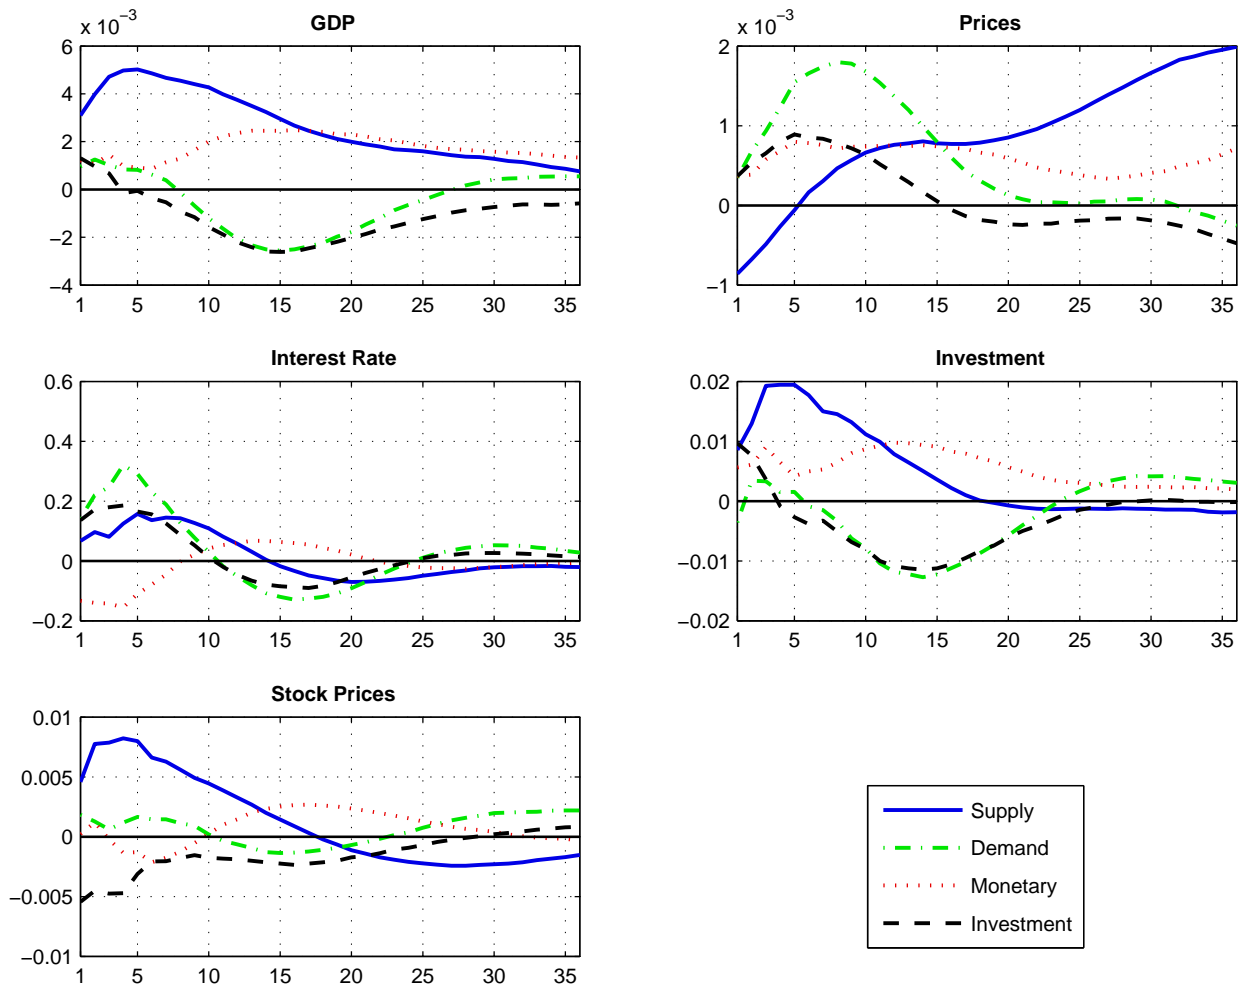 GDP
x 10⁻³
6
4
2
0
−2
−4
1 5 10 15 20 25 30 35
Prices
x 10⁻³
2
1
0
−1
1 5 10 15 20 25 30 35
Interest Rate
0.6
0.4
0.2
0
−0.2
1 5 10 15 20 25 30 35
Investment
0.02
0.01
0
−0.01
−0.02
1 5 10 15 20 25 30 35
Stock Prices
0.01
0.005
0
−0.005
−0.01
1 5 10 15 20 25 30 35
Supply
Demand
Monetary
Investment